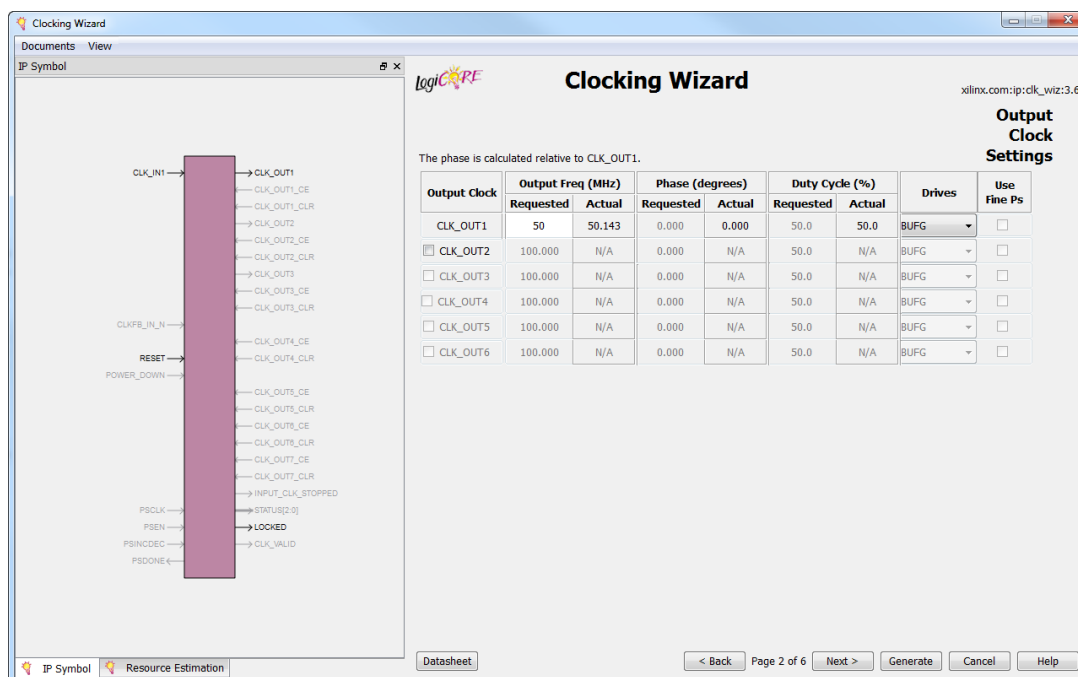 Clocking Wizard
Documents View
IP Symbol
CLK_IN1
CLK_OUT1
CLK_OUT1_CE
CLK_OUT1_CLR
CLK_OUT2
CLK_OUT2_CE
CLK_OUT2_CLR
CLK_OUT3
CLK_OUT3_CE
CLK_OUT3_CLR
CLKFB_IN_N
CLK_OUT4_CE
RESET
CLK_OUT4_CLR
POWER_DOWN
CLK_OUT5_CE
CLK_OUT5_CLR
CLK_OUT6_CE
CLK_OUT6_CLR
CLK_OUT7_CE
CLK_OUT7_CLR
INPUT_CLK_STOPPED
PSCLK
STATUS[2:0]
PSEN
LOCKED
PSINCDEC
CLK_VALID
PSDONE
IP Symbol Resource Estimation
logiCORE
Clocking Wizard
xilinx.com:ip:clk_wiz:3.6
Output
Clock
Settings
The phase is calculated relative to CLK_OUT1.
Output Clock Output Freq (MHz) Phase (degrees) Duty Cycle (%) Drives Use Fine Ps
Requested Actual Requested Actual Requested Actual
CLK_OUT1 50 50.143 0.000 0.000 50.0 50.0 BUFG
CLK_OUT2 100.000 N/A 0.000 N/A 50.0 N/A BUFG
CLK_OUT3 100.000 N/A 0.000 N/A 50.0 N/A BUFG
CLK_OUT4 100.000 N/A 0.000 N/A 50.0 N/A BUFG
CLK_OUT5 100.000 N/A 0.000 N/A 50.0 N/A BUFG
CLK_OUT6 100.000 N/A 0.000 N/A 50.0 N/A BUFG
Datasheet < Back Page 2 of 6 Next > Generate Cancel Help